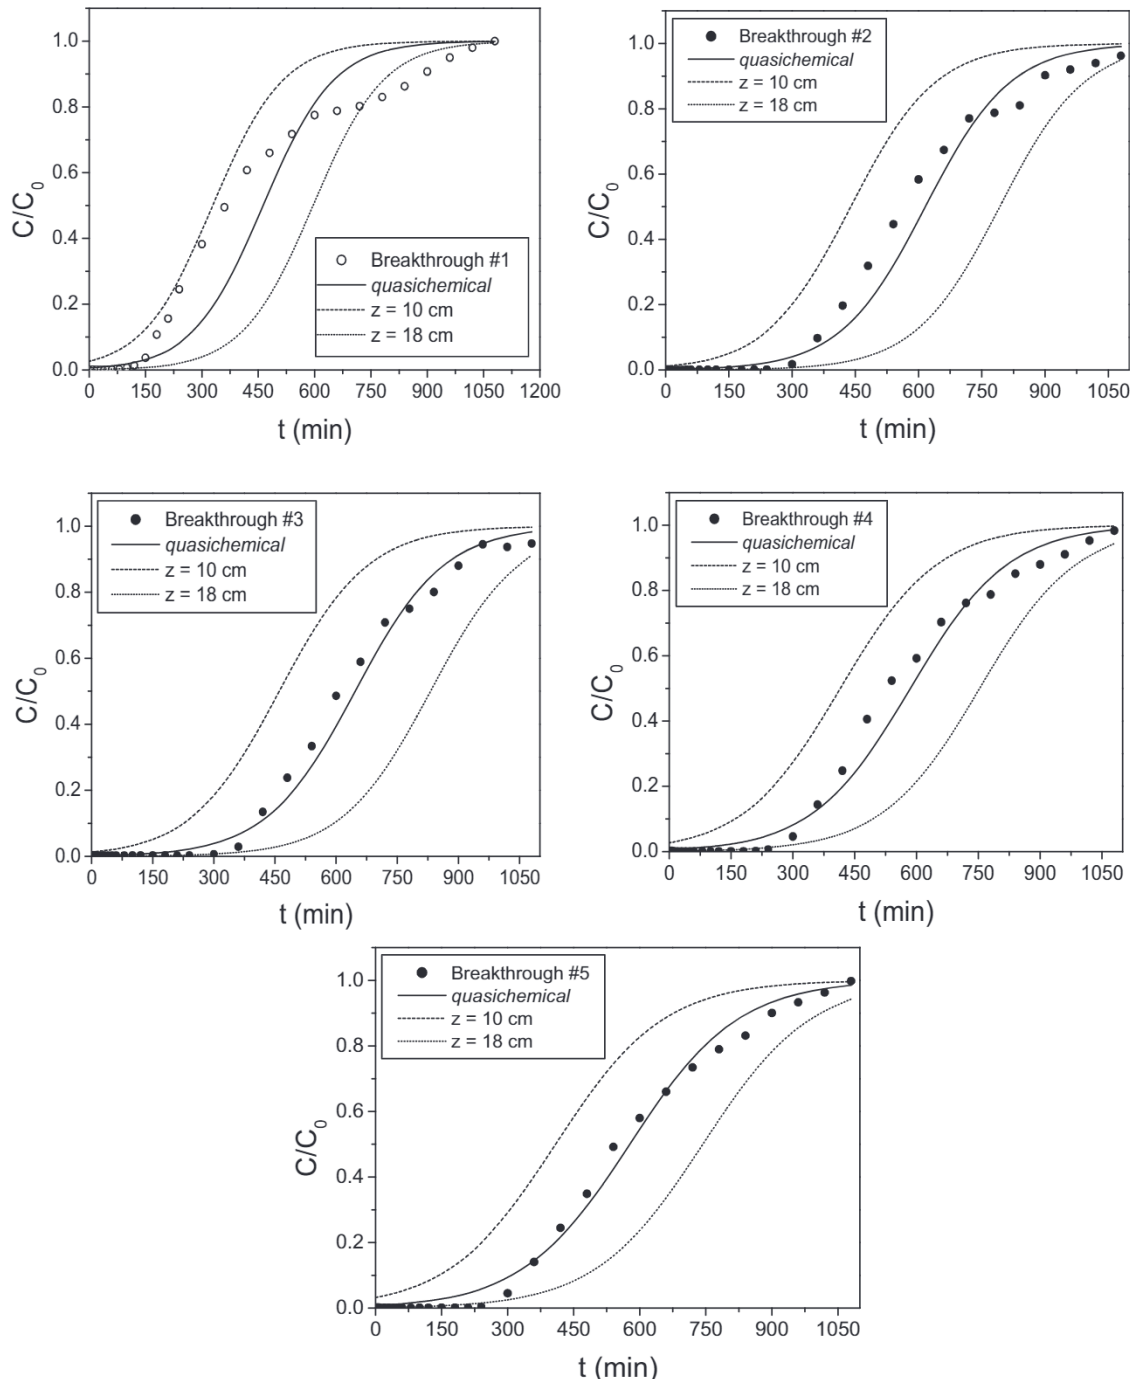 1.0
0.8
0.6
0.4
0.2
0.0
C/C0
Breakthrough #1
quasichemical
z = 10 cm
z = 18 cm
0 150 300 450 600 750 900 1050 1200
t (min)
1.0
0.8
0.6
0.4
0.2
0.0
C/C0
Breakthrough #2
quasichemical
z = 10 cm
z = 18 cm
0 150 300 450 600 750 900 1050
t (min)
1.0
0.8
0.6
0.4
0.2
0.0
C/C0
Breakthrough #3
quasichemical
z = 10 cm
z = 18 cm
0 150 300 450 600 750 900 1050
t (min)
1.0
0.8
0.6
0.4
0.2
0.0
C/C0
Breakthrough #4
quasichemical
z = 10 cm
z = 18 cm
0 150 300 450 600 750 900 1050
t (min)
1.0
0.8
0.6
0.4
0.2
0.0
C/C0
Breakthrough #5
quasichemical
z = 10 cm
z = 18 cm
0 150 300 450 600 750 900 1050
t (min)